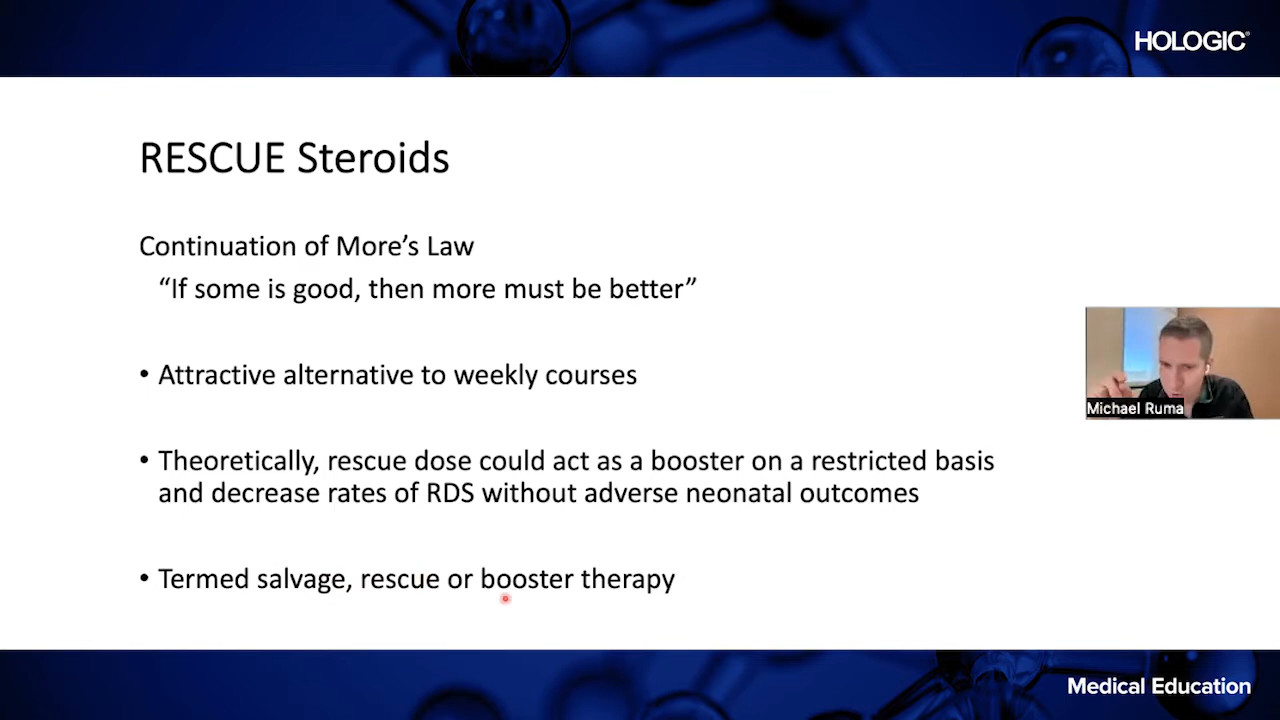 HOLOGIC®
RESCUE Steroids
Continuation of More’s Law
“If some is good, then more must be better”
• Attractive alternative to weekly courses
• Theoretically, rescue dose could act as a booster on a restricted basis
and decrease rates of RDS without adverse neonatal outcomes
• Termed salvage, rescue or booster therapy
Michael Ruma
Medical Education